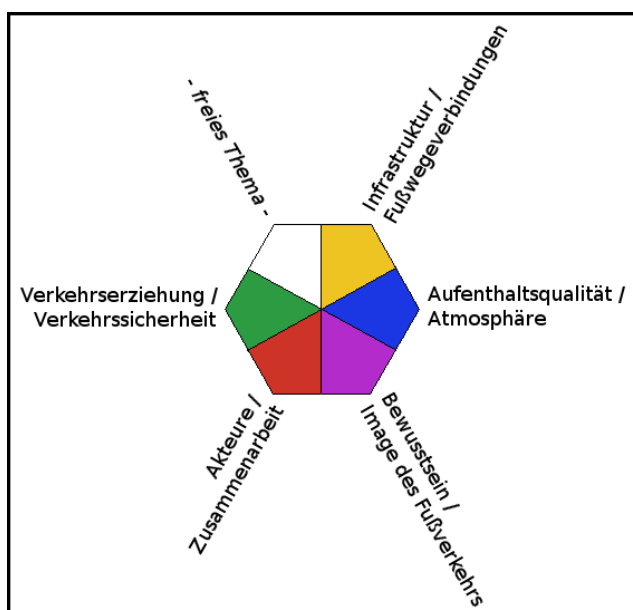 - freies Thema -
Infrastruktur /
Fußwegeverbindungen
Verkehrserziehung /
Verkehrssicherheit
Aufenthaltsqualität /
Atmosphäre
Akteure /
Zusammenarbeit
Bewusstsein /
Image des Fußverkehrs